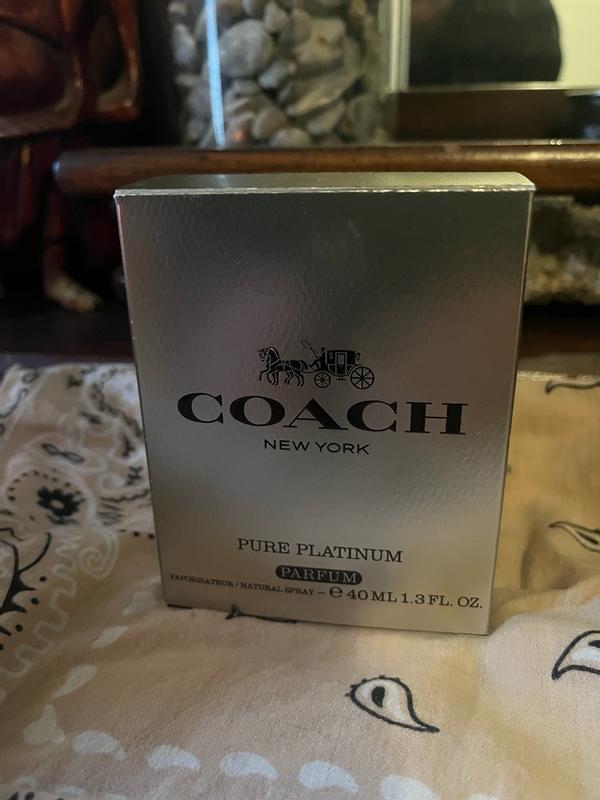 COACH
NEW YORK
PURE PLATINUM
PARFUM
VAPORISATEUR / NATURAL SPRAY – ℮ 40 ML 1.3 FL. OZ.